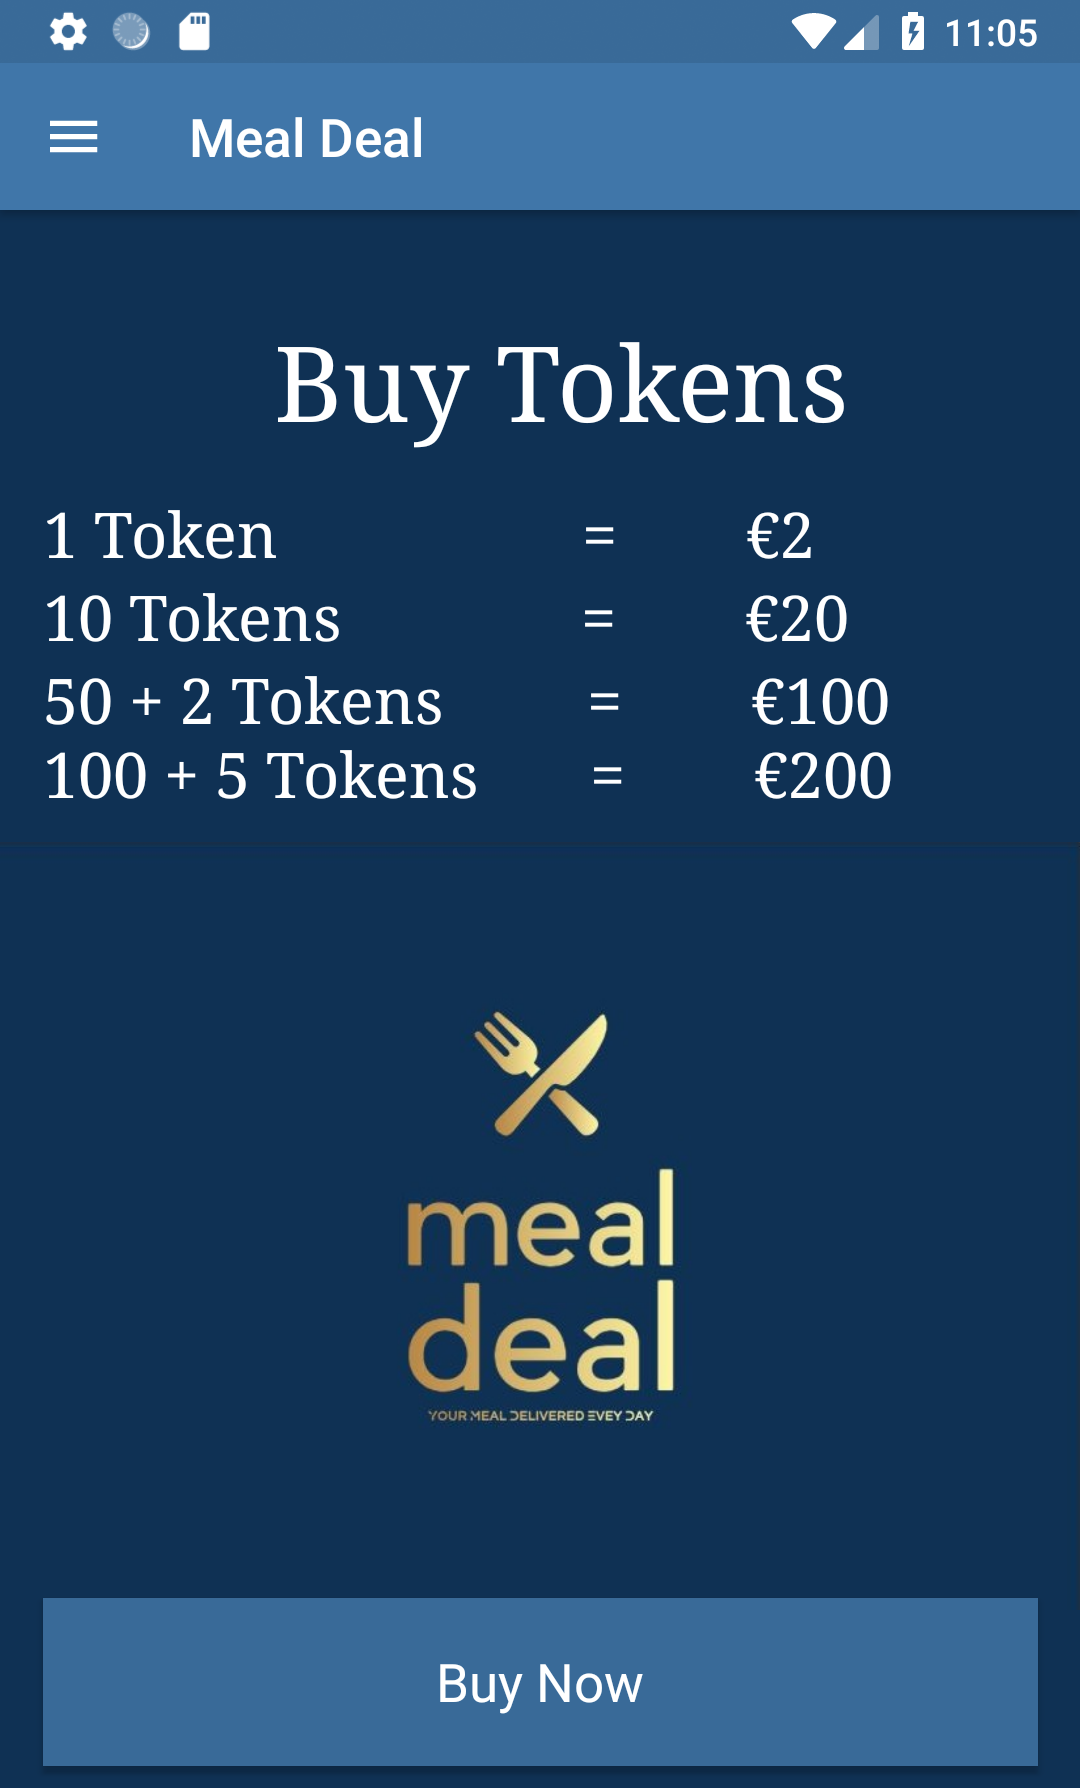 11:05
Meal Deal
Buy Tokens
1 Token = €2
10 Tokens = €20
50 + 2 Tokens = €100
100 + 5 Tokens = €200
meal
deal
YOUR MEAL DELIVERED EVEY DAY
Buy Now